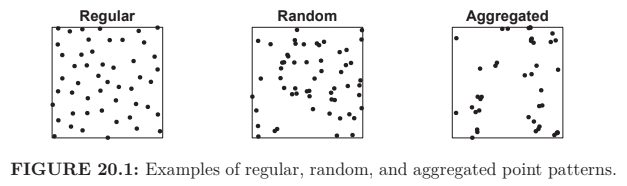 Regular Random Aggregated
FIGURE 20.1: Examples of regular, random, and aggregated point patterns.